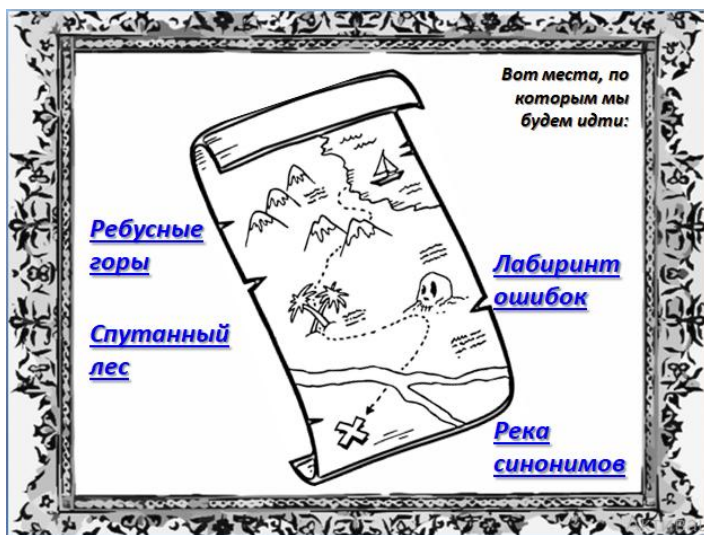 Вот места, по
которым мы
будем идти:
Ребусные
горы
Лабиринт
ошибок
Спутанный
лес
Река
синонимов